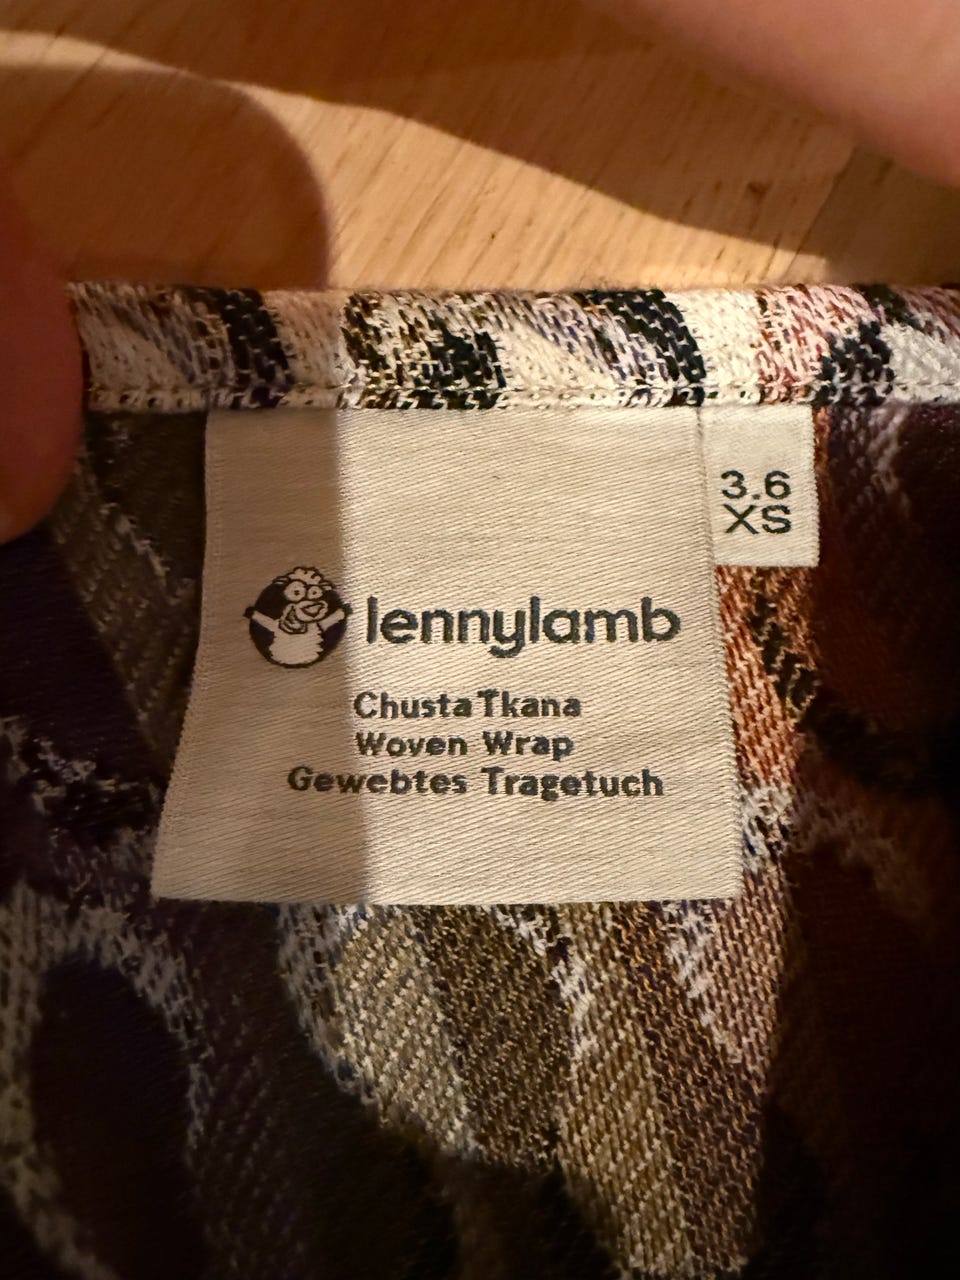 3.6
XS
lennylamb
Chusta Tkana
Woven Wrap
Gewebtes Tragetuch